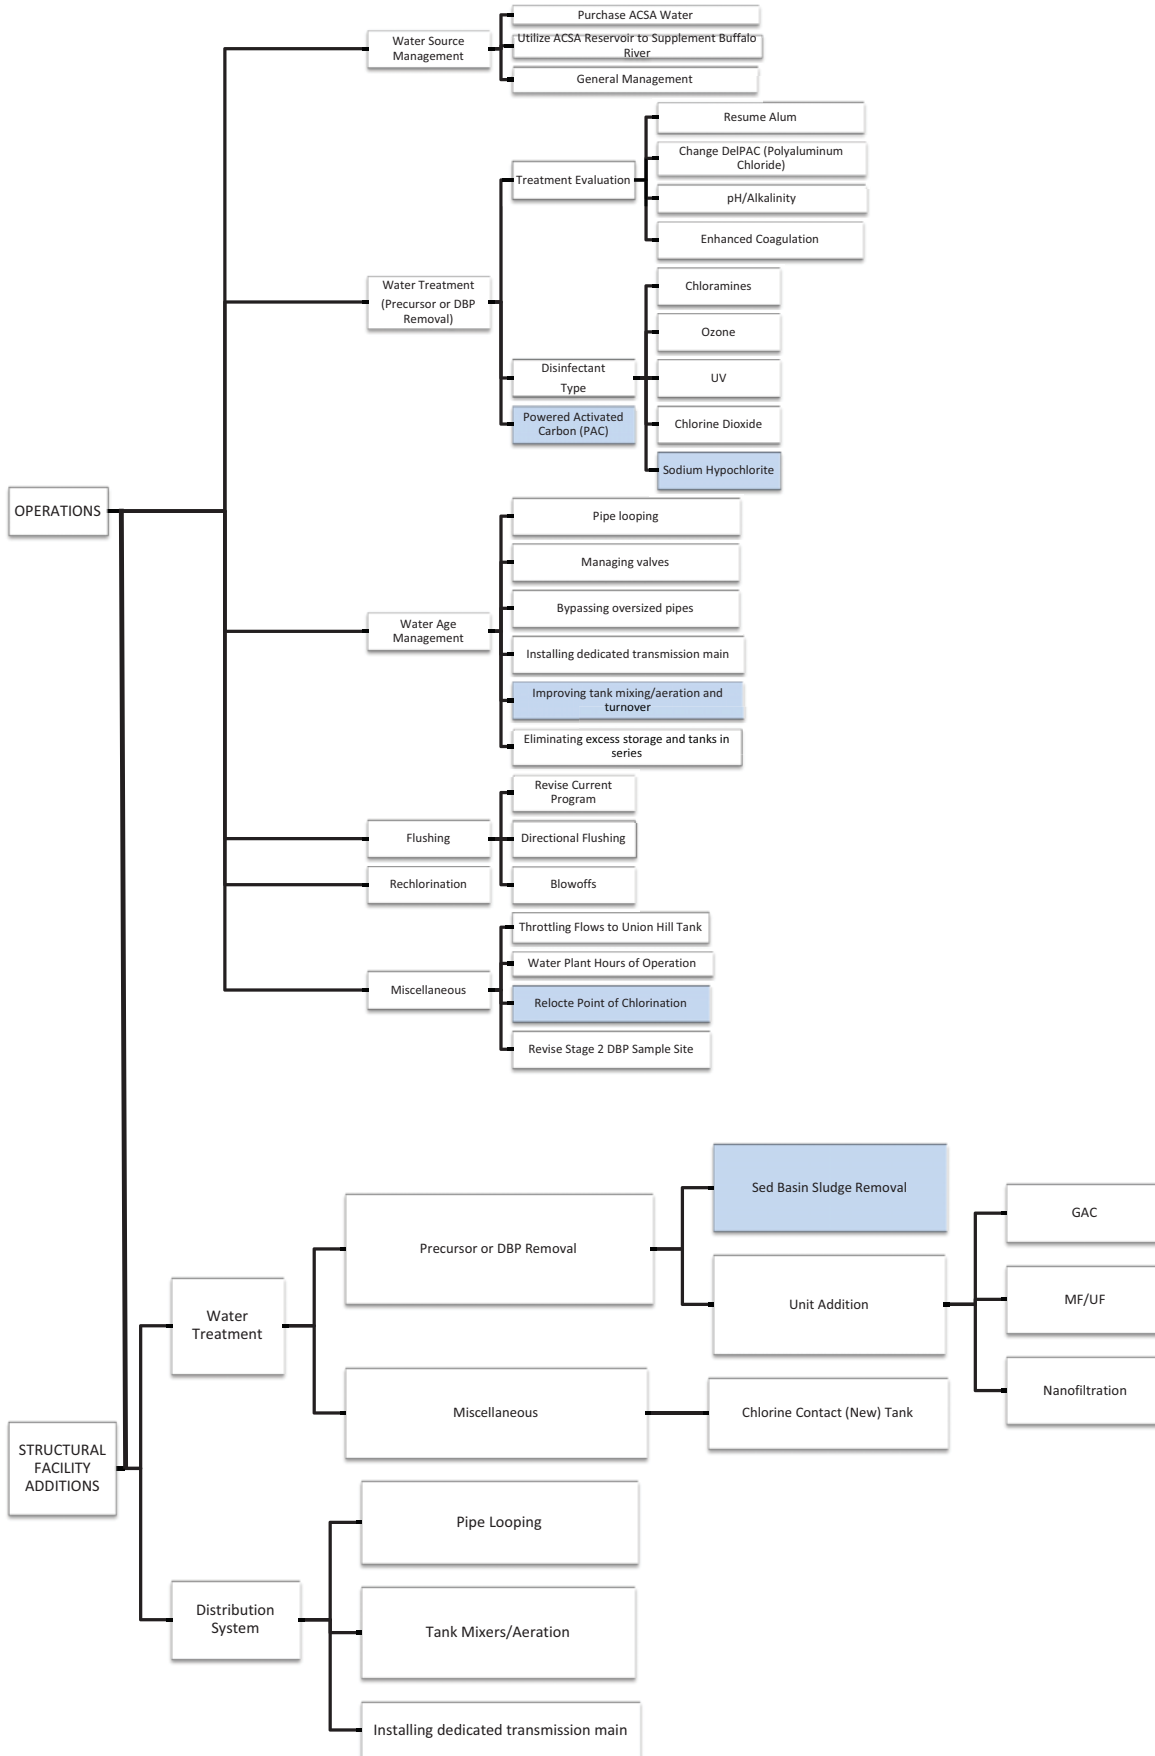 Purchase ACSA Water
Water Source
Management
Utilize ACSA Reservoir to Supplement Buffalo
River
General Management
Resume Alum
Change DelPAC (Polyaluminum
Chloride)
Treatment Evaluation
pH/Alkalinity
Enhanced Coagulation
Water Treatment
(Precursor or DBP
Removal)
Chloramines
Ozone
Disinfectant
Type
UV
Powered Activated
Carbon (PAC)
Chlorine Dioxide
Sodium Hypochlorite
OPERATIONS
Pipe looping
Managing valves
Bypassing oversized pipes
Water Age
Management
Installing dedicated transmission main
Improving tank mixing/aeration and
turnover
Eliminating excess storage and tanks in
series
Revise Current
Program
Flushing
Directional Flushing
Rechlorination
Blowoffs
Throttling Flows to Union Hill Tank
Water Plant Hours of Operation
Miscellaneous
Relocte Point of Chlorination
Revise Stage 2 DBP Sample Site
Sed Basin Sludge Removal
GAC
Precursor or DBP Removal
Unit Addition
MF/UF
Water
Treatment
Nanofiltration
Miscellaneous
Chlorine Contact (New) Tank
STRUCTURAL
FACILITY
ADDITIONS
Pipe Looping
Distribution
System
Tank Mixers/Aeration
Installing dedicated transmission main